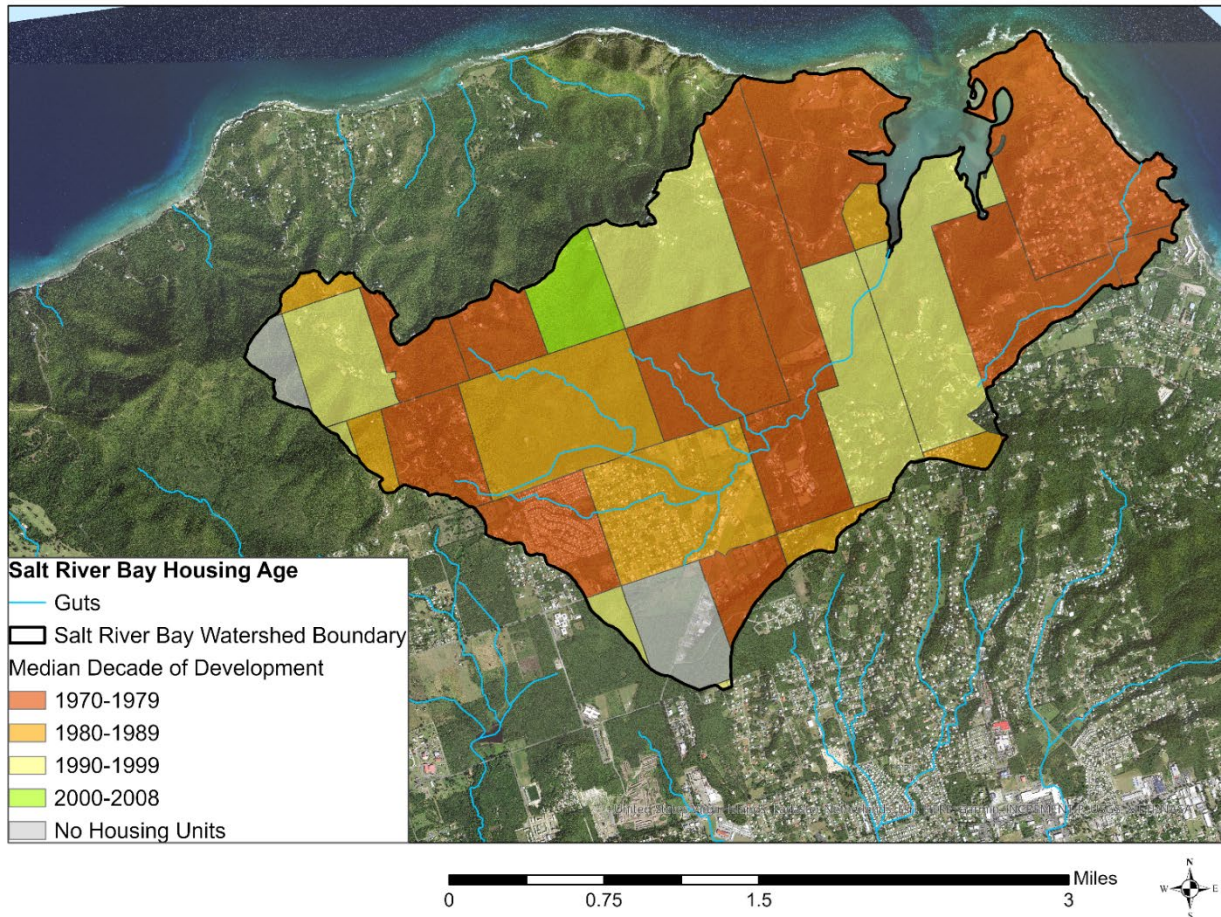 Salt River Bay Housing Age
Guts
Salt River Bay Watershed Boundary
Median Decade of Development
1970-1979
1980-1989
1990-1999
2000-2008
No Housing Units
0 0.75 1.5 3 Miles
N
W E
S